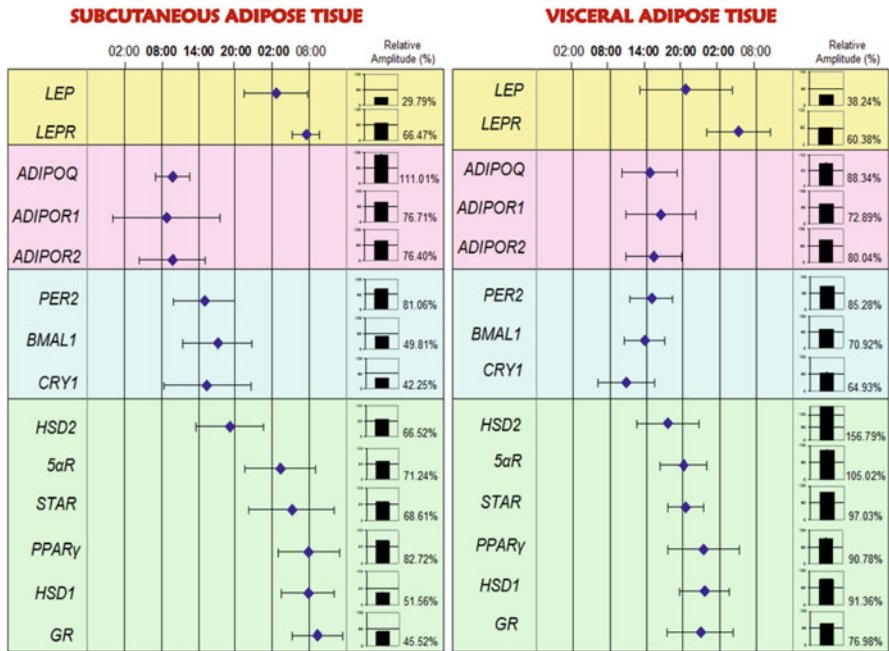 SUBCUTANEOUS ADIPOSE TISUE
02:00 08:00 14:00 20:00 02:00 08:00 Relative Amplitude (%)
LEP 29.79%
LEPR 66.47%
ADIPOQ 111.01%
ADIPOR1 76.71%
ADIPOR2 76.40%
PER2 81.06%
BMAL1 49.81%
CRY1 42.25%
HSD2 66.52%
5αR 71.24%
STAR 68.61%
PPARγ 82.72%
HSD1 51.56%
GR 45.52%
VISCERAL ADIPOSE TISUE
02:00 08:00 14:00 20:00 02:00 08:00 Relative Amplitude (%)
LEP 38.24%
LEPR 60.38%
ADIPOQ 88.34%
ADIPOR1 72.89%
ADIPOR2 80.04%
PER2 85.28%
BMAL1 70.92%
CRY1 64.93%
HSD2 156.79%
5αR 105.02%
STAR 97.03%
PPARγ 90.78%
HSD1 91.36%
GR 76.98%